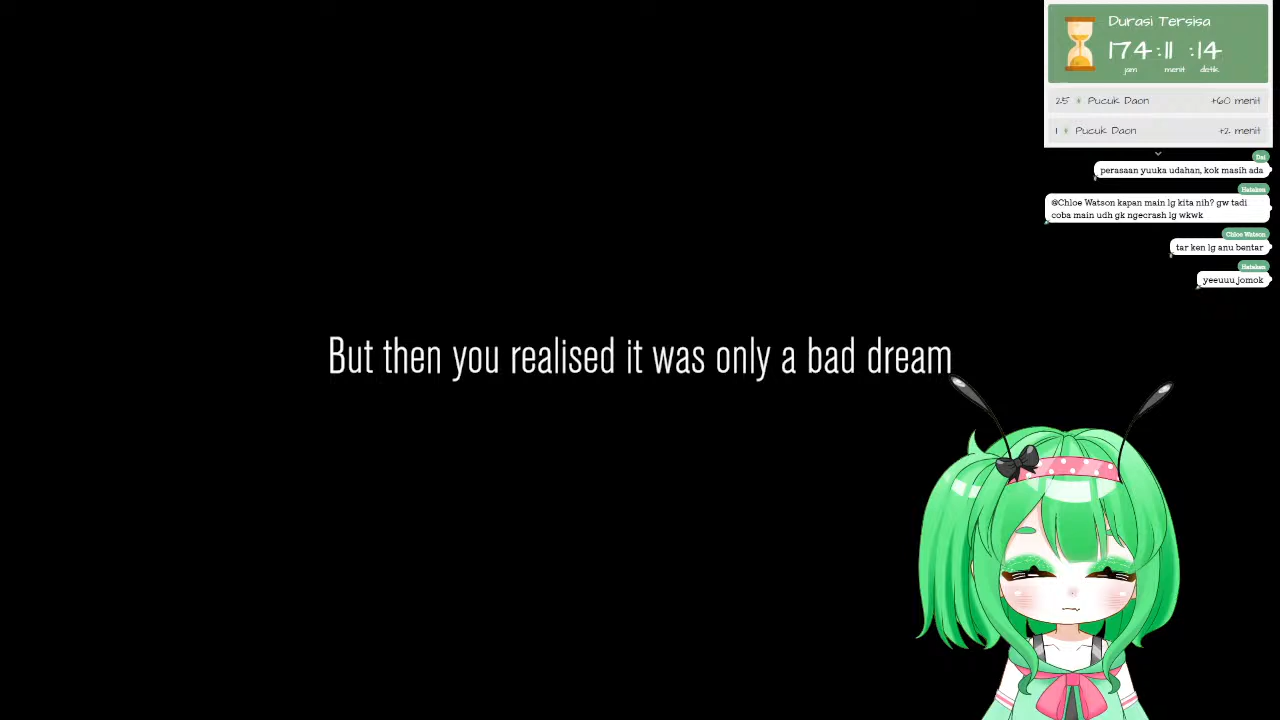 Durasi Tersisa
174 : 11 : 14
jam menit detik
25 Pucuk Daon +60 menit
1 Pucuk Daon +2 menit
Dai
perasaan yuuka udahan, kok masih ada
Hataken
@Chloe Watson kapan main lg kita nih? gw tadi
coba main udh gk ngecrash lg wkwk
Chloe Watson
tar ken lg anu bentar
Hataken
yeeuuu jomok
But then you realised it was only a bad dream